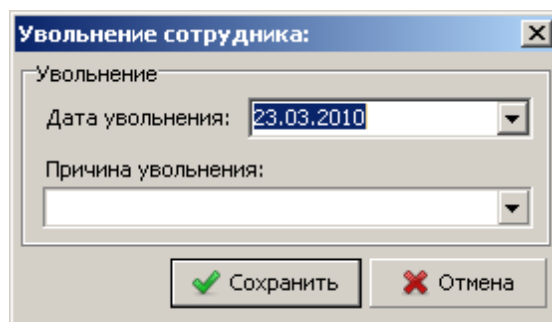 Увольнение сотрудника:
Увольнение
Дата увольнения: 23.03.2010
Причина увольнения:
Сохранить Отмена